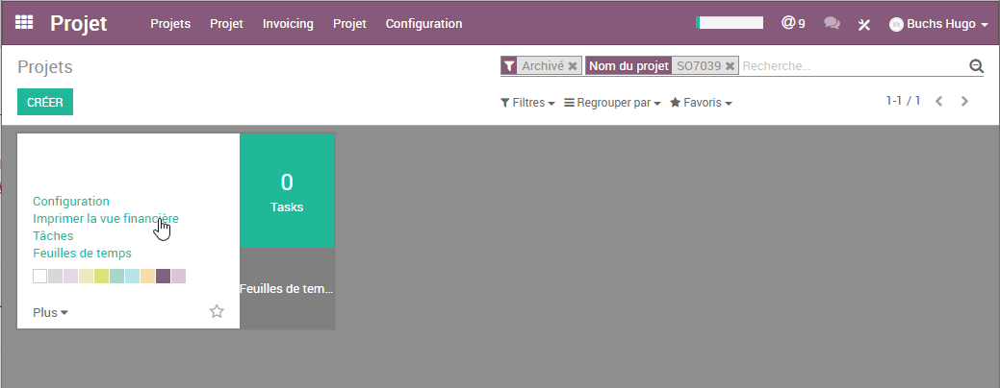 Projet Projets Projet Invoicing Projet Configuration @9 Buchs Hugo
Projets Archivé Nom du projet SO7039 Recherche...
CRÉER Filtres Regrouper par Favoris 1-1 / 1
Configuration
Imprimer la vue financière
Tâches
Feuilles de temps
Plus
0
Tasks
Feuilles de tem...